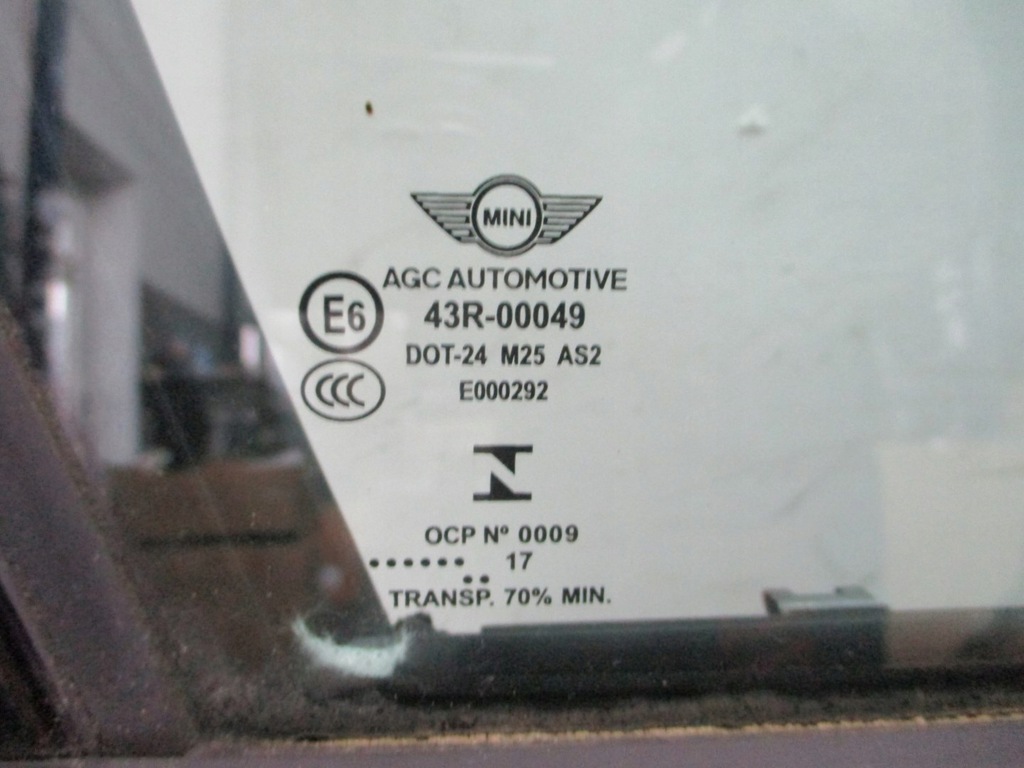 MINI
AGC AUTOMOTIVE
E6
43R-00049
DOT-24 M25 AS2
CCC
E000292
OCP Nº 0009
...... 17
..
TRANSP. 70% MIN.